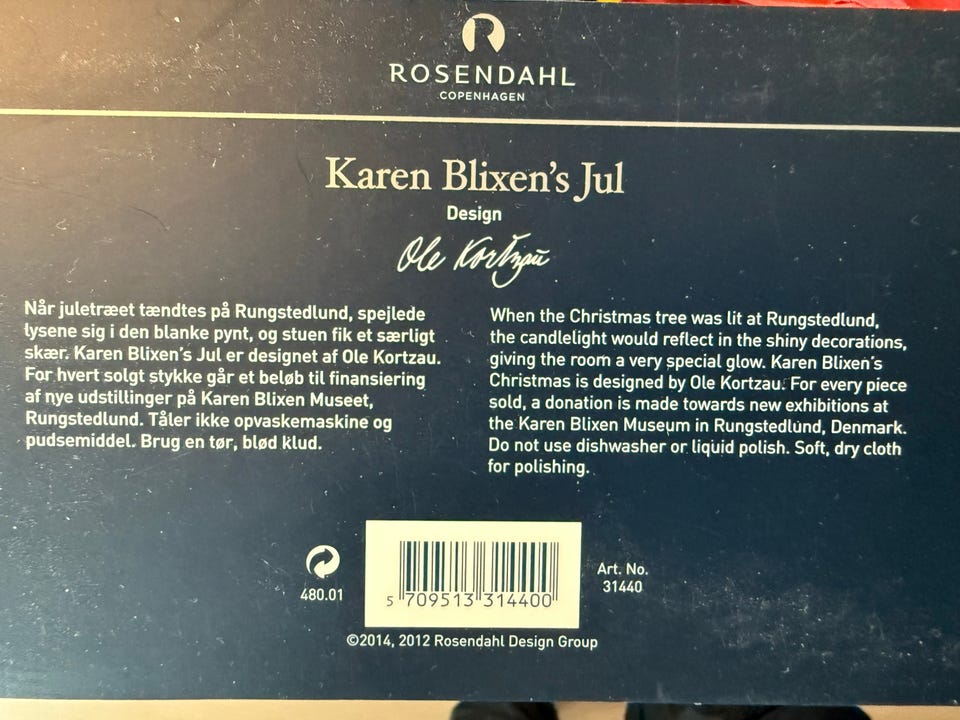 ROSENDAHL
COPENHAGEN
Karen Blixen's Jul
Design
Ole Kortzau
Når juletræet tændtes på Rungstedlund, spejlede
lysene sig i den blanke pynt, og stuen fik et særligt
skær. Karen Blixen's Jul er designet af Ole Kortzau.
For hvert solgt stykke går et beløb til finansiering
af nye udstillinger på Karen Blixen Museet,
Rungstedlund. Tåler ikke opvaskemaskine og
pudsemiddel. Brug en tør, blød klud.
When the Christmas tree was lit at Rungstedlund,
the candlelight would reflect in the shiny decorations,
giving the room a very special glow. Karen Blixen's
Christmas is designed by Ole Kortzau. For every piece
sold, a donation is made towards new exhibitions at
the Karen Blixen Museum in Rungstedlund, Denmark.
Do not use dishwasher or liquid polish. Soft, dry cloth
for polishing.
480.01
5 709513 314400
Art. No.
31440
©2014, 2012 Rosendahl Design Group